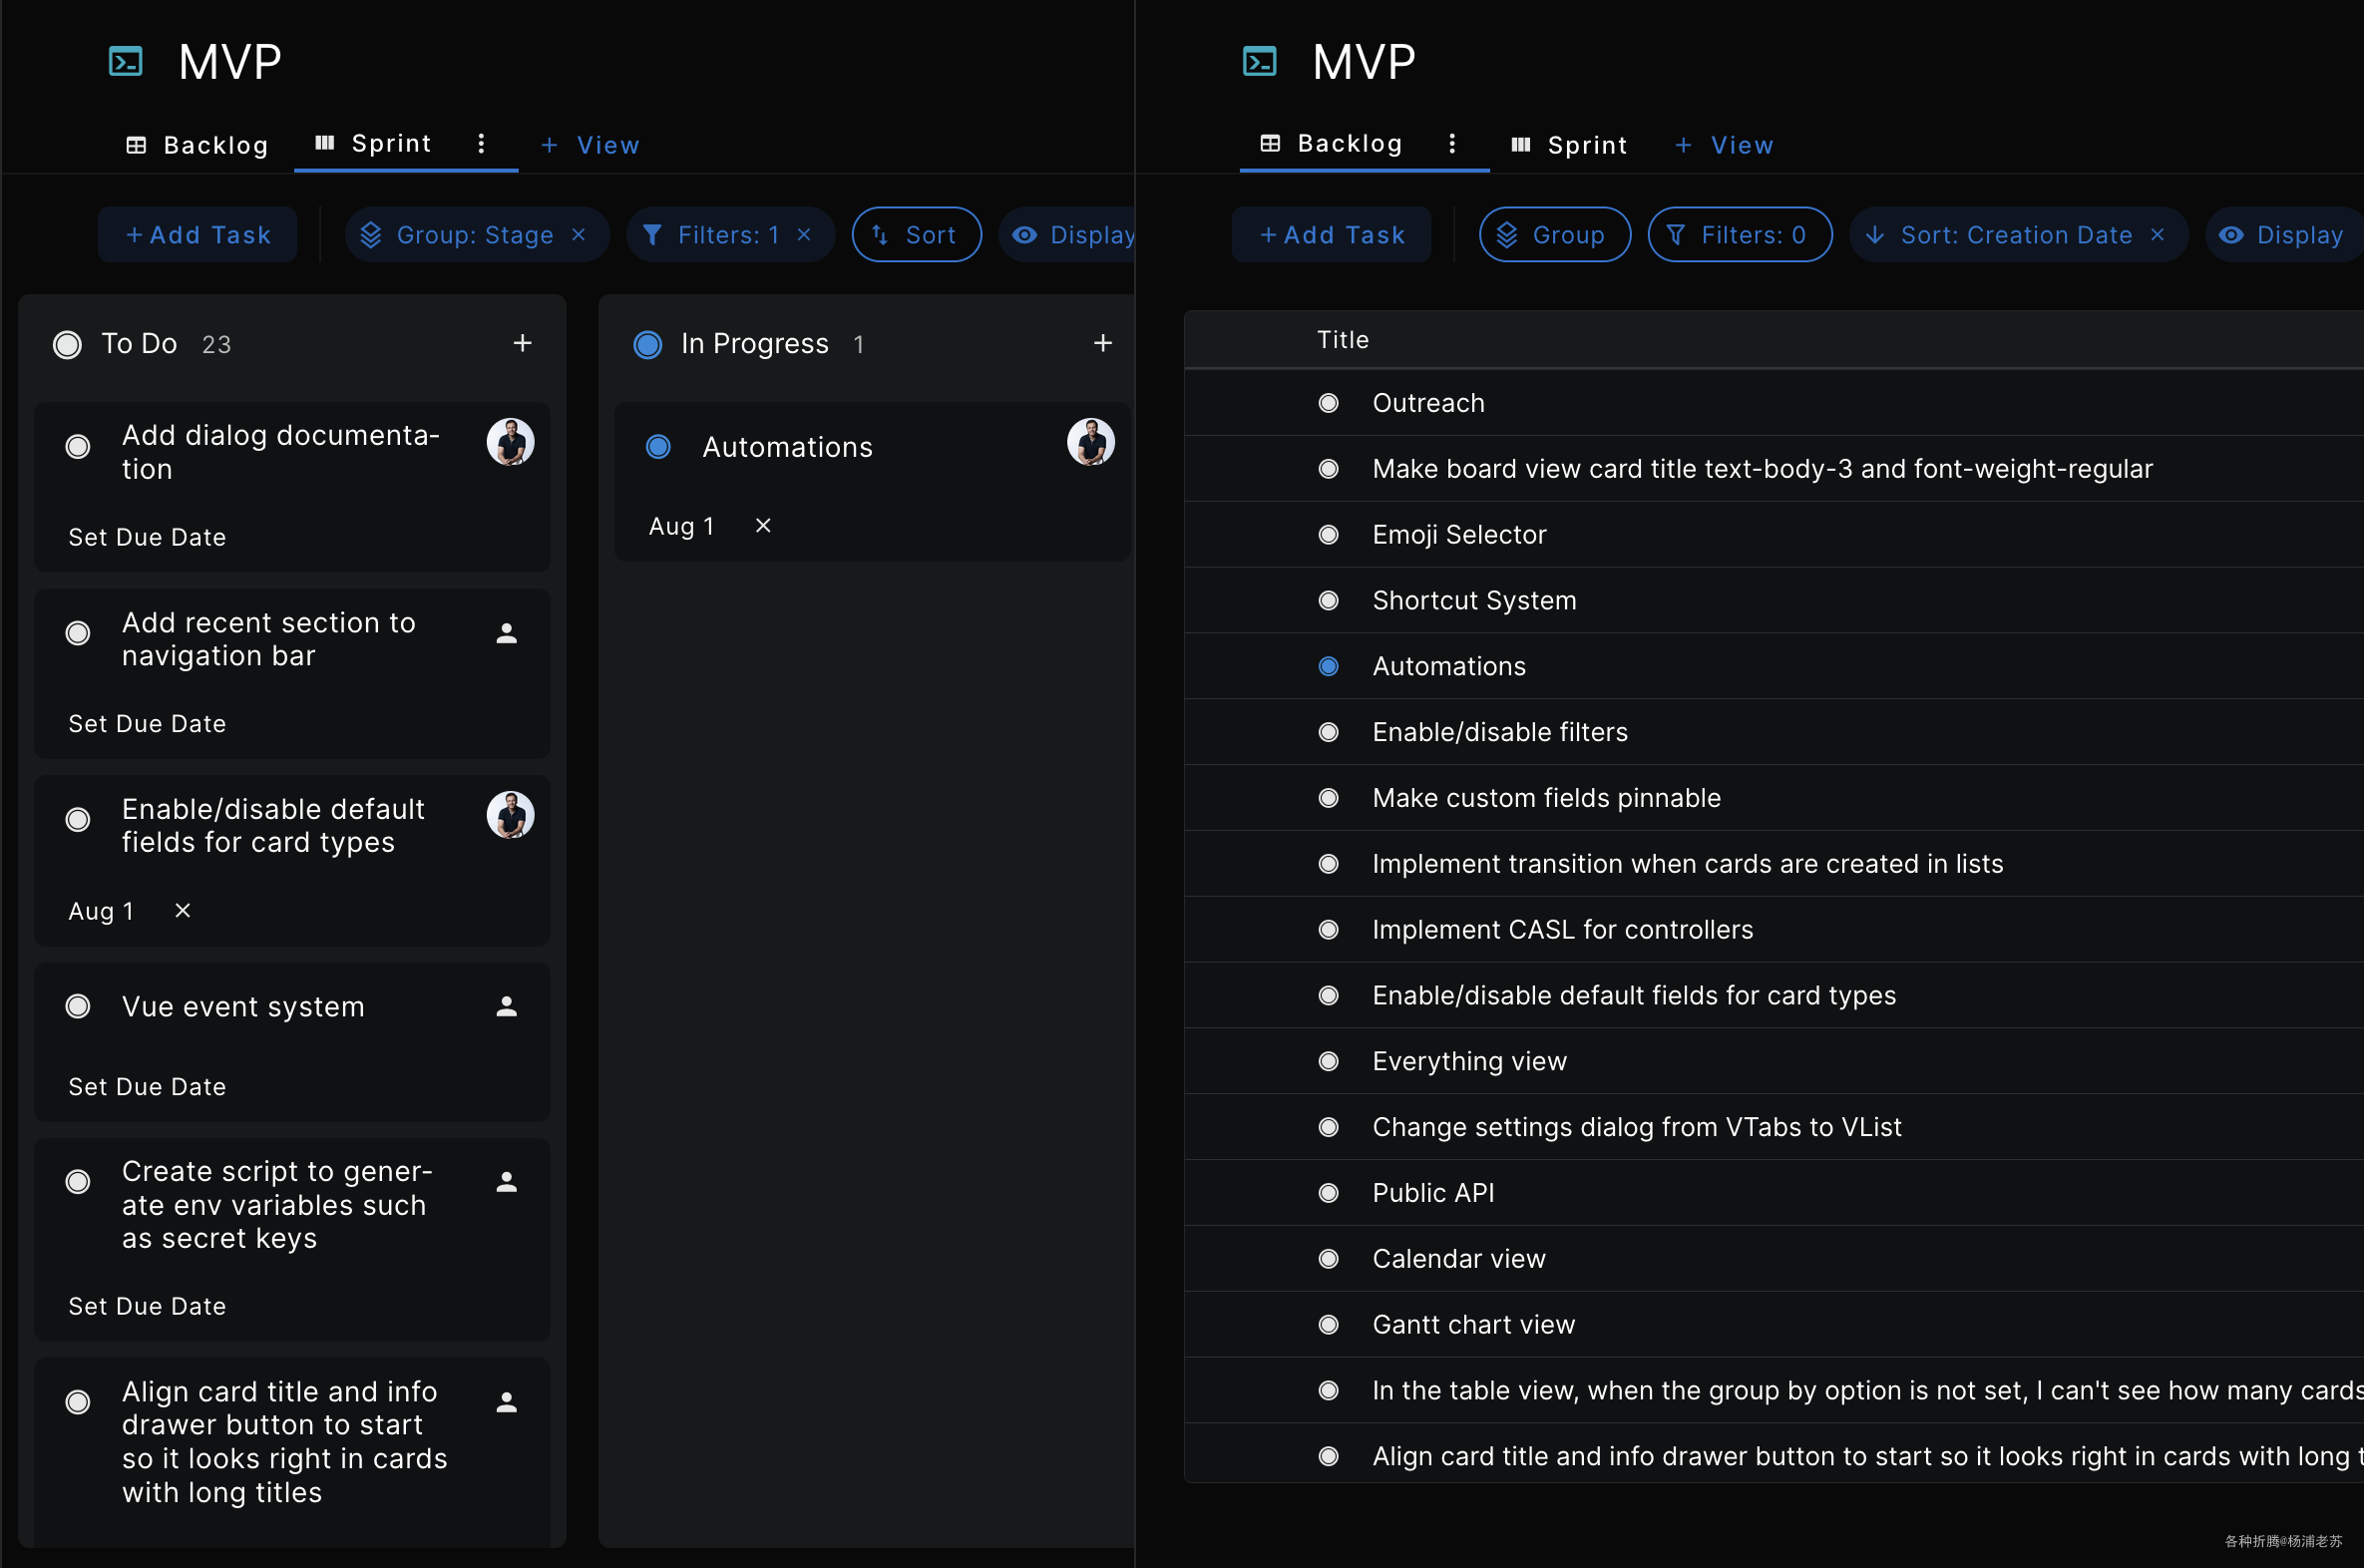 MVP
Backlog
Sprint
+ View
+ Add Task
Group: Stage ×
Filters: 1 ×
Sort
Display
To Do 23 +
Add dialog documenta-
tion
Set Due Date
Add recent section to
navigation bar
Set Due Date
Enable/disable default
fields for card types
Aug 1 ×
Vue event system
Set Due Date
Create script to gener-
ate env variables such
as secret keys
Set Due Date
Align card title and info
drawer button to start
so it looks right in cards
with long titles
In Progress 1 +
Automations
Aug 1 ×
MVP
Backlog
Sprint
+ View
+ Add Task
Group
Filters: 0
Sort: Creation Date ×
Display
Title
Outreach
Make board view card title text-body-3 and font-weight-regular
Emoji Selector
Shortcut System
Automations
Enable/disable filters
Make custom fields pinnable
Implement transition when cards are created in lists
Implement CASL for controllers
Enable/disable default fields for card types
Everything view
Change settings dialog from VTabs to VList
Public API
Calendar view
Gantt chart view
In the table view, when the group by option is not set, I can't see how many cards
Align card title and info drawer button to start so it looks right in cards with long t
各种折腾@杨浦老苏